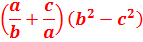 (a/b + c/a) (b² − c²)